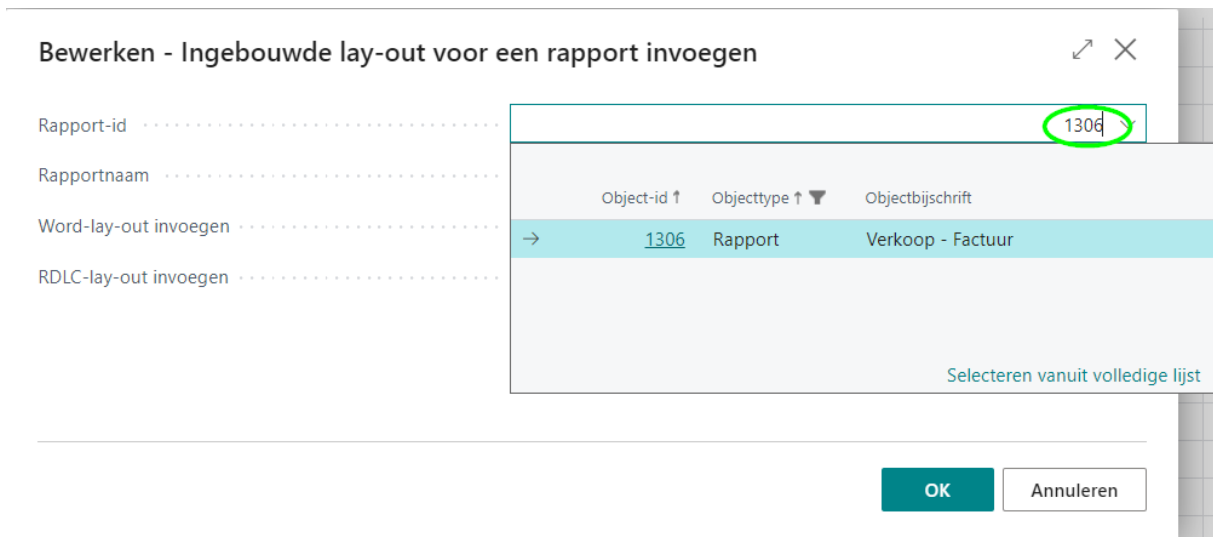 Bewerken - Ingebouwde lay-out voor een rapport invoegen
Rapport-id 1306
Rapportnaam
Object-id Objecttype Objectbijschrift
Word-lay-out invoegen
1306 Rapport Verkoop - Factuur
RDLC-lay-out invoegen
Selecteren vanuit volledige lijst
OK Annuleren